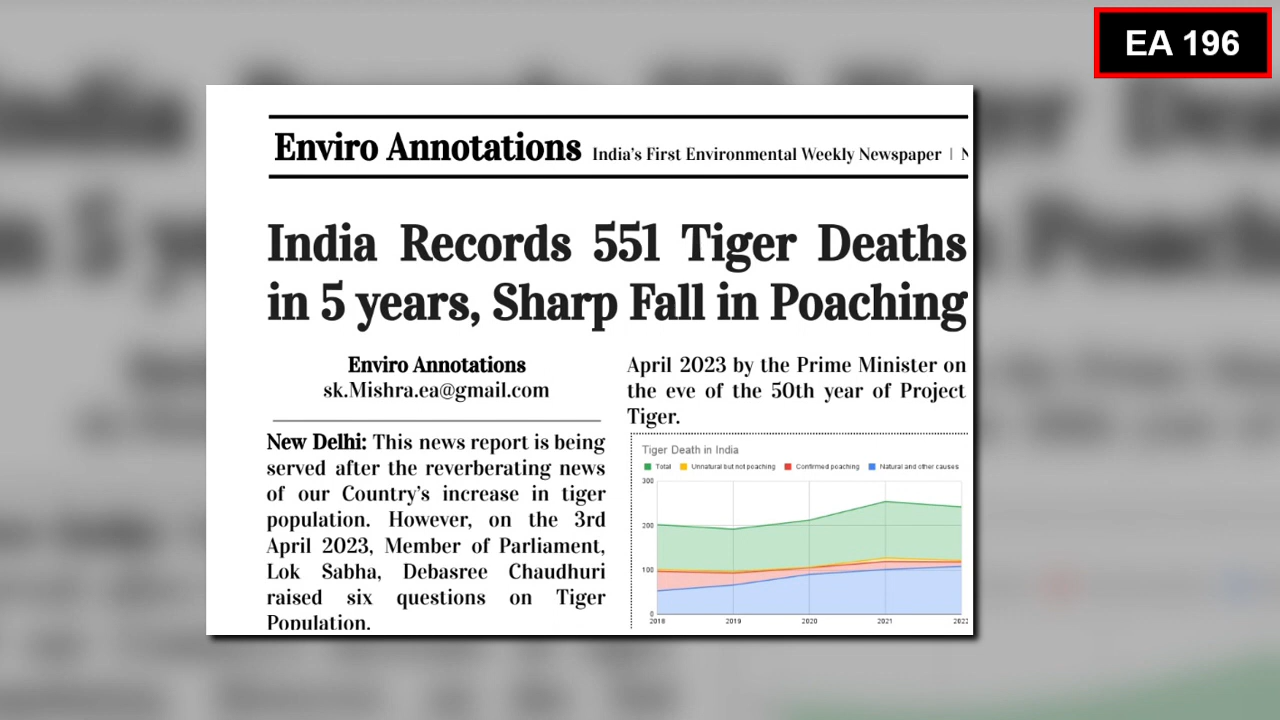 EA 196
Enviro Annotations India's First Environmental Weekly Newspaper |
India Records 551 Tiger Deaths
in 5 years, Sharp Fall in Poaching
Enviro Annotations
sk.Mishra.ea@gmail.com
New Delhi: This news report is being
served after the reverberating news
of our Country's increase in tiger
population. However, on the 3rd
April 2023, Member of Parliament,
Lok Sabha, Debasree Chaudhuri
raised six questions on Tiger
Population.
April 2023 by the Prime Minister on
the eve of the 50th year of Project
Tiger.
Tiger Death in India
Total Unnatural but not poaching Confirmed poaching Natural and other causes
300
200
100
0
2018 2019 2020 2021 2022